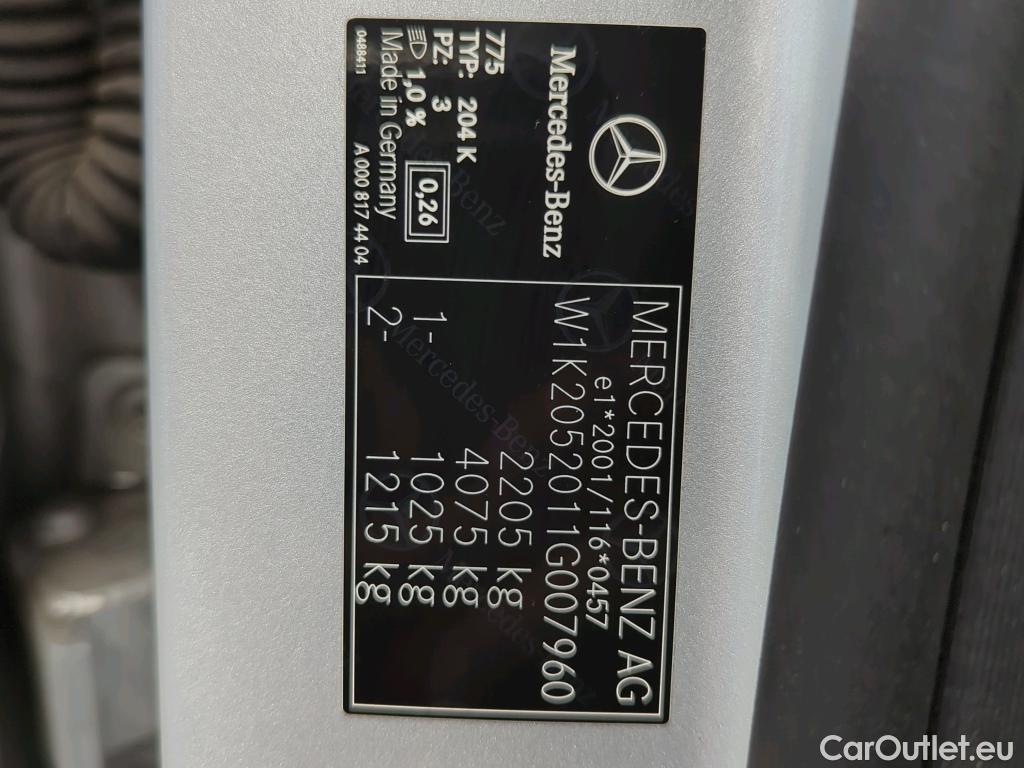 Mercedes-Benz
775
TYP: 204 K
PZ: 3
1,0 % 0,26
Made in Germany
0488411 A 000 817 44 04
MERCEDES-BENZ AG
e1*2001/116*0457
W1K2052011G007960
2205 kg
4075 kg
1- 1025 kg
2- 1215 kg
CarOutlet.eu